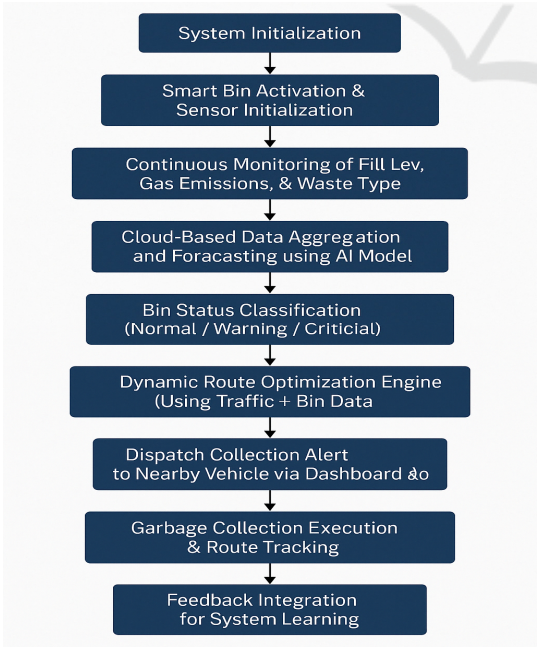 System Initialization
Smart Bin Activation &
Sensor Initialization
Continuous Monitoring of Fill Lev,
Gas Emissions, & Waste Type
Cloud-Based Data Aggregation
and Foracasting using AI Model
Bin Status Classification
(Normal / Warning / Criticial)
Dynamic Route Optimization Engine
(Using Traffic + Bin Data
Dispatch Collection Alert
to Nearby Vehicle via Dashboard
Garbage Collection Execution
& Route Tracking
Feedback Integration
for System Learning